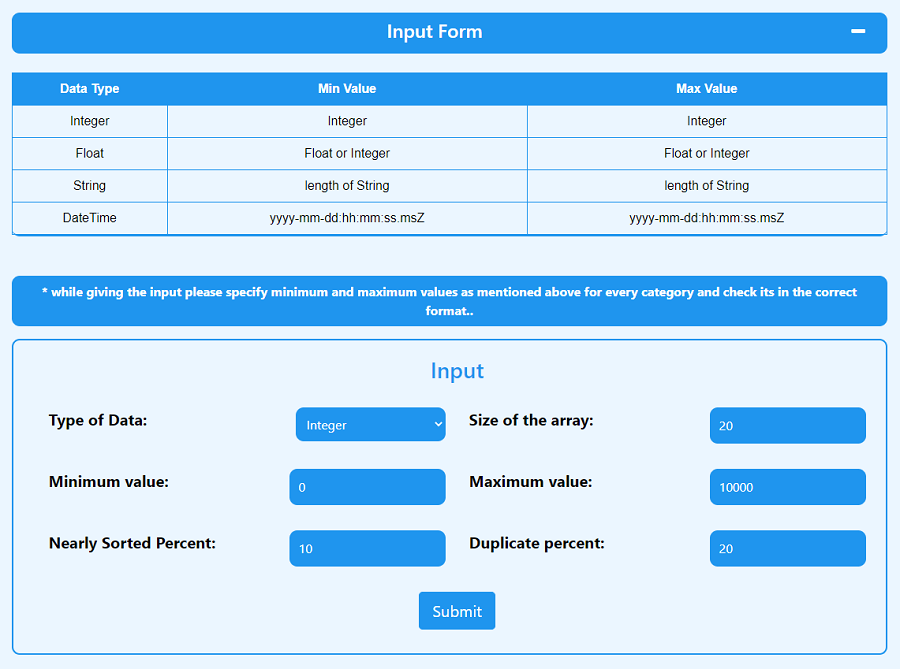 Input Form
Data Type Min Value Max Value
Integer Integer Integer
Float Float or Integer Float or Integer
String length of String length of String
DateTime yyyy-mm-dd:hh:mm:ss.msZ yyyy-mm-dd:hh:mm:ss.msZ
* while giving the input please specify minimum and maximum values as mentioned above for every category and check its in the correct
format..
Input
Type of Data: Integer Size of the array: 20
Minimum value: 0 Maximum value: 10000
Nearly Sorted Percent: 10 Duplicate percent: 20
Submit